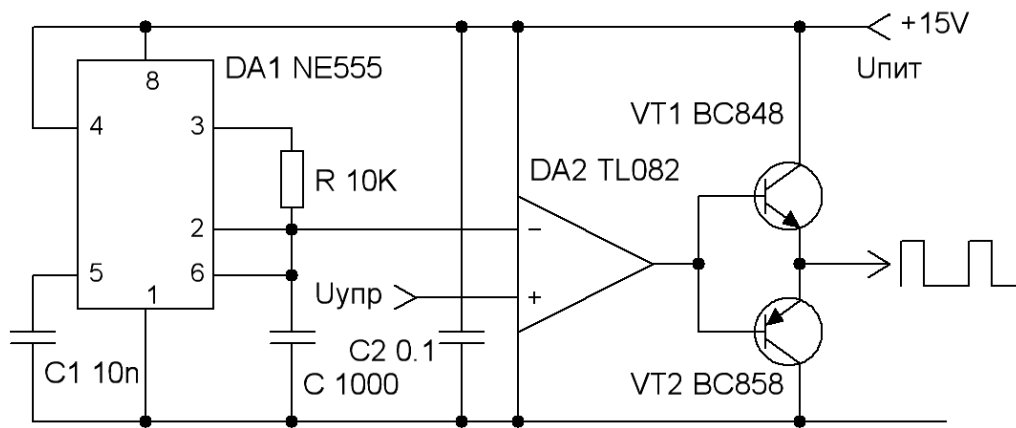 +15V
Uпит
DA1 NE555
8
4
3
R 10K
2
6
5
1
C1 10n
C 1000
C2 0.1
Uупр
DA2 TL082
−
+
VT1 BC848
VT2 BC858